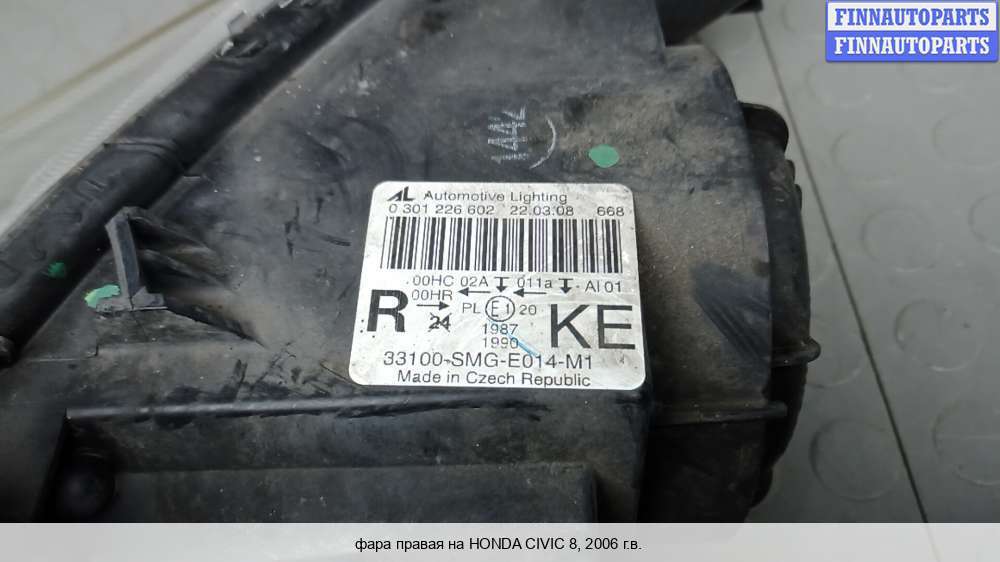 FINNAUTOPARTS
FINNAUTOPARTS
144L
AL Automotive Lighting
0 301 226 602 22.03.08 668
00HC 02A 011a AI 01
00HR
R 24 PL E1 20 KE
1987
1990
33100-SMG-E014-M1
Made in Czech Republic
фара правая на HONDA CIVIC 8, 2006 г.в.